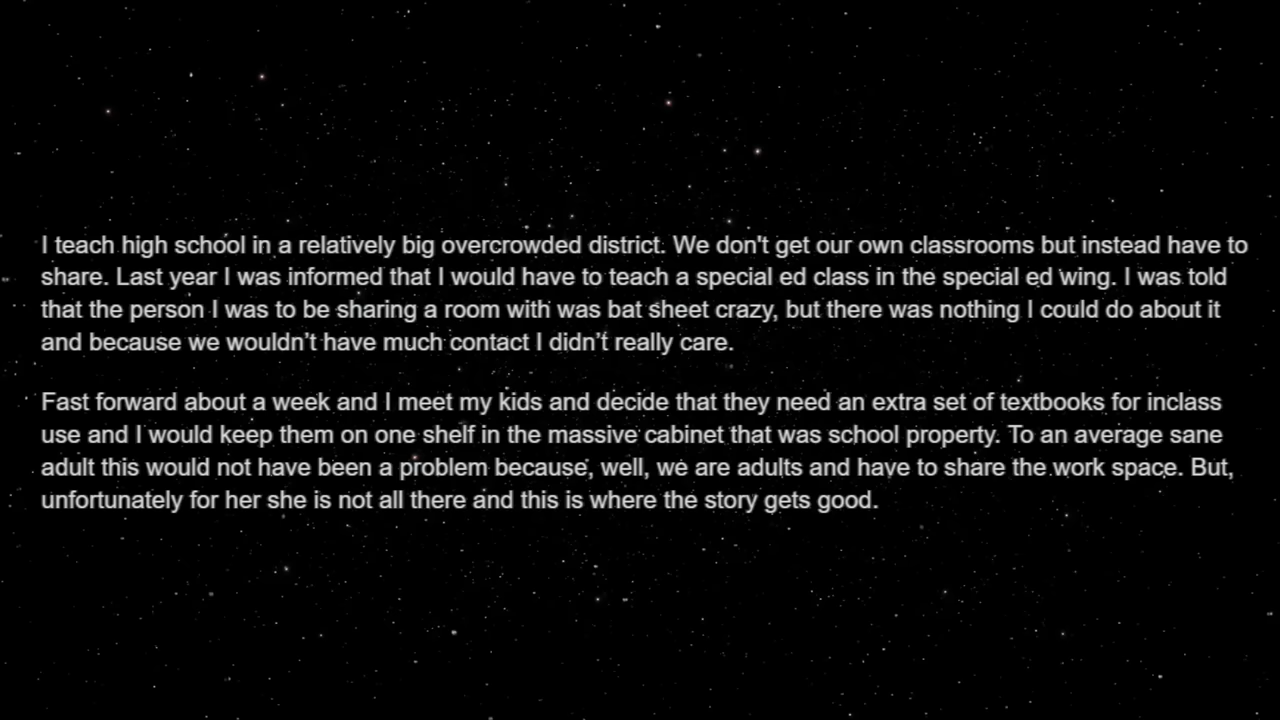 I teach high school in a relatively big overcrowded district. We don't get our own classrooms but instead have to
share. Last year I was informed that I would have to teach a special ed class in the special ed wing. I was told
that the person I was to be sharing a room with was bat sheet crazy, but there was nothing I could do about it
and because we wouldn’t have much contact I didn’t really care.
Fast forward about a week and I meet my kids and decide that they need an extra set of textbooks for inclass
use and I would keep them on one shelf in the massive cabinet that was school property. To an average sane
adult this would not have been a problem because, well, we are adults and have to share the work space. But,
unfortunately for her she is not all there and this is where the story gets good.